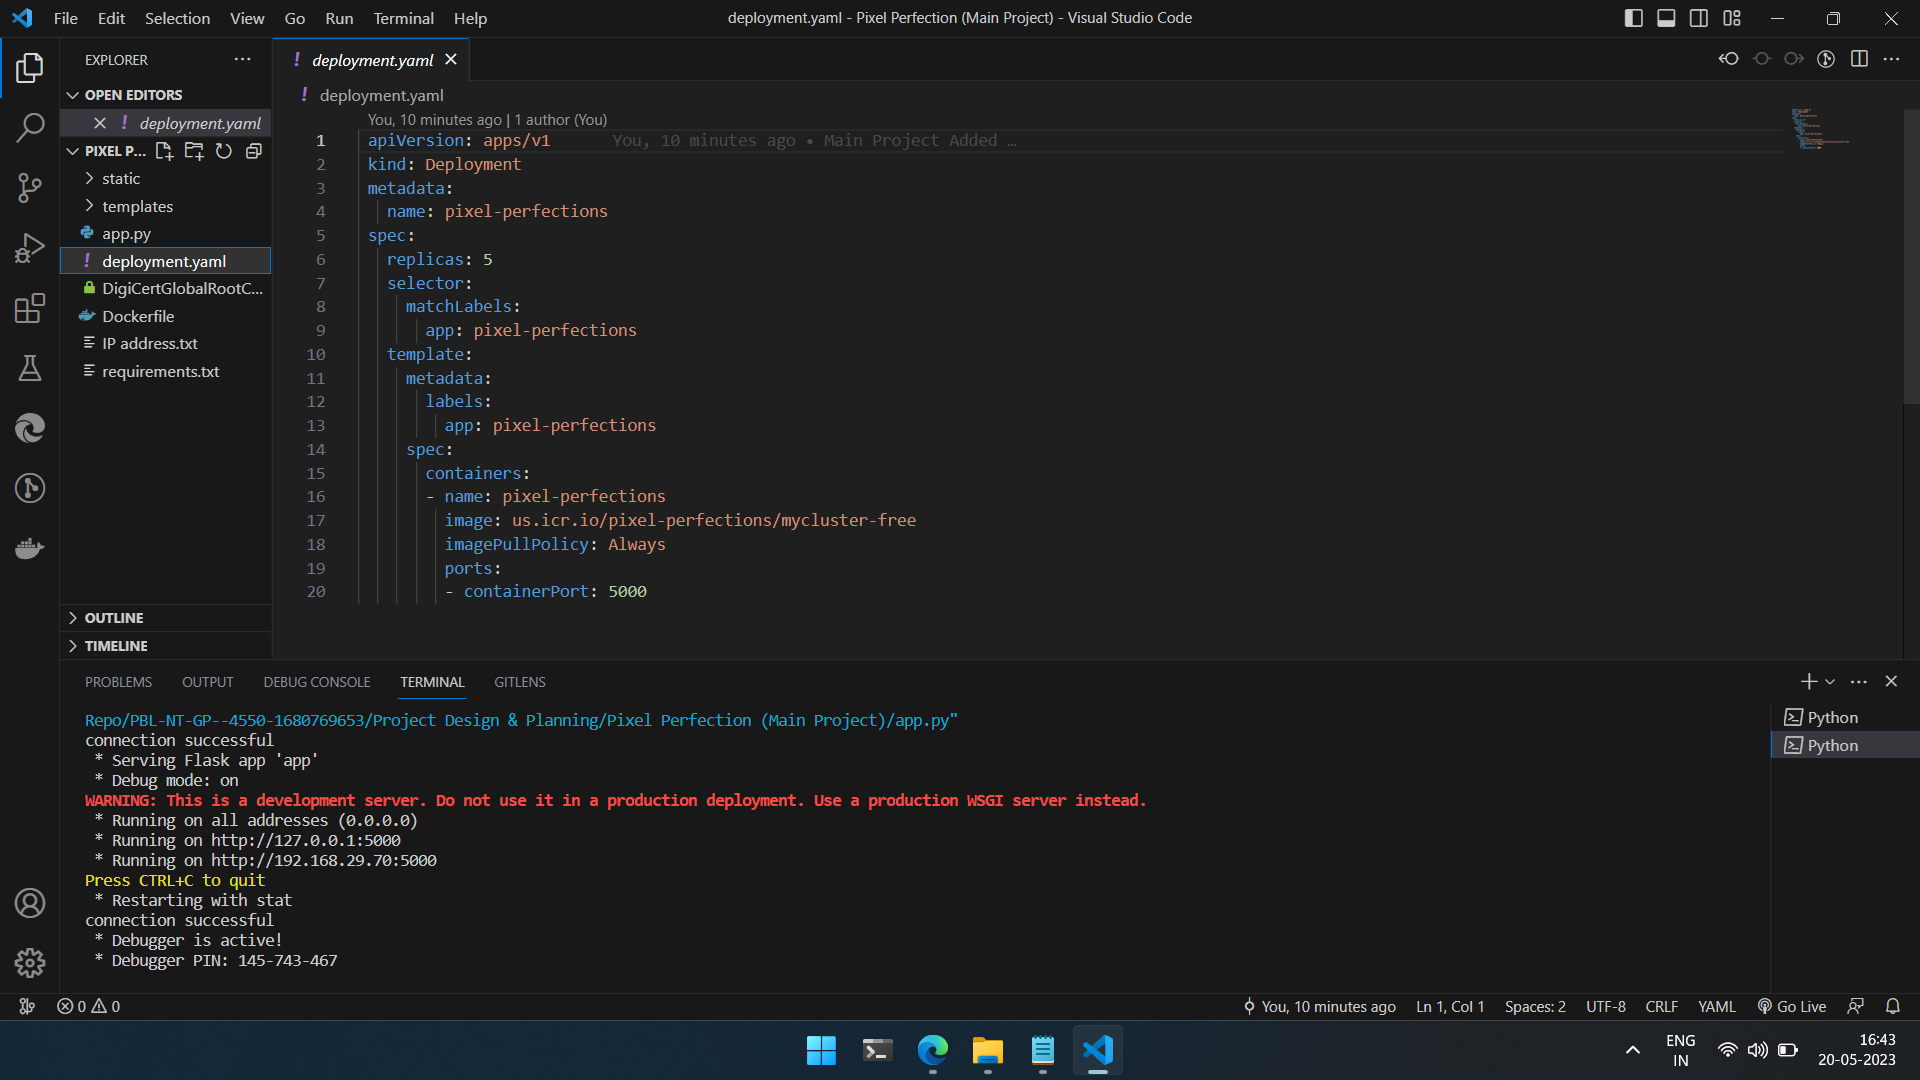 File Edit Selection View Go Run Terminal Help
deployment.yaml - Pixel Perfection (Main Project) - Visual Studio Code
EXPLORER
OPEN EDITORS
deployment.yaml
PIXEL P...
static
templates
app.py
deployment.yaml
DigiCertGlobalRootC...
Dockerfile
IP address.txt
requirements.txt
OUTLINE
TIMELINE
deployment.yaml
deployment.yaml
You, 10 minutes ago | 1 author (You)
1 apiVersion: apps/v1 You, 10 minutes ago • Main Project Added …
2 kind: Deployment
3 metadata:
4 name: pixel-perfections
5 spec:
6 replicas: 5
7 selector:
8 matchLabels:
9 app: pixel-perfections
10 template:
11 metadata:
12 labels:
13 app: pixel-perfections
14 spec:
15 containers:
16 - name: pixel-perfections
17 image: us.icr.io/pixel-perfections/mycluster-free
18 imagePullPolicy: Always
19 ports:
20 - containerPort: 5000
PROBLEMS OUTPUT DEBUG CONSOLE TERMINAL GITLENS
Repo/PBL-NT-GP--4550-1680769653/Project Design & Planning/Pixel Perfection (Main Project)/app.py"
connection successful
* Serving Flask app 'app'
* Debug mode: on
WARNING: This is a development server. Do not use it in a production deployment. Use a production WSGI server instead.
* Running on all addresses (0.0.0.0)
* Running on http://127.0.0.1:5000
* Running on http://192.168.29.70:5000
Press CTRL+C to quit
* Restarting with stat
connection successful
* Debugger is active!
* Debugger PIN: 145-743-467
Python
Python
0 0
You, 10 minutes ago Ln 1, Col 1 Spaces: 2 UTF-8 CRLF YAML Go Live
ENG
IN
16:43
20-05-2023